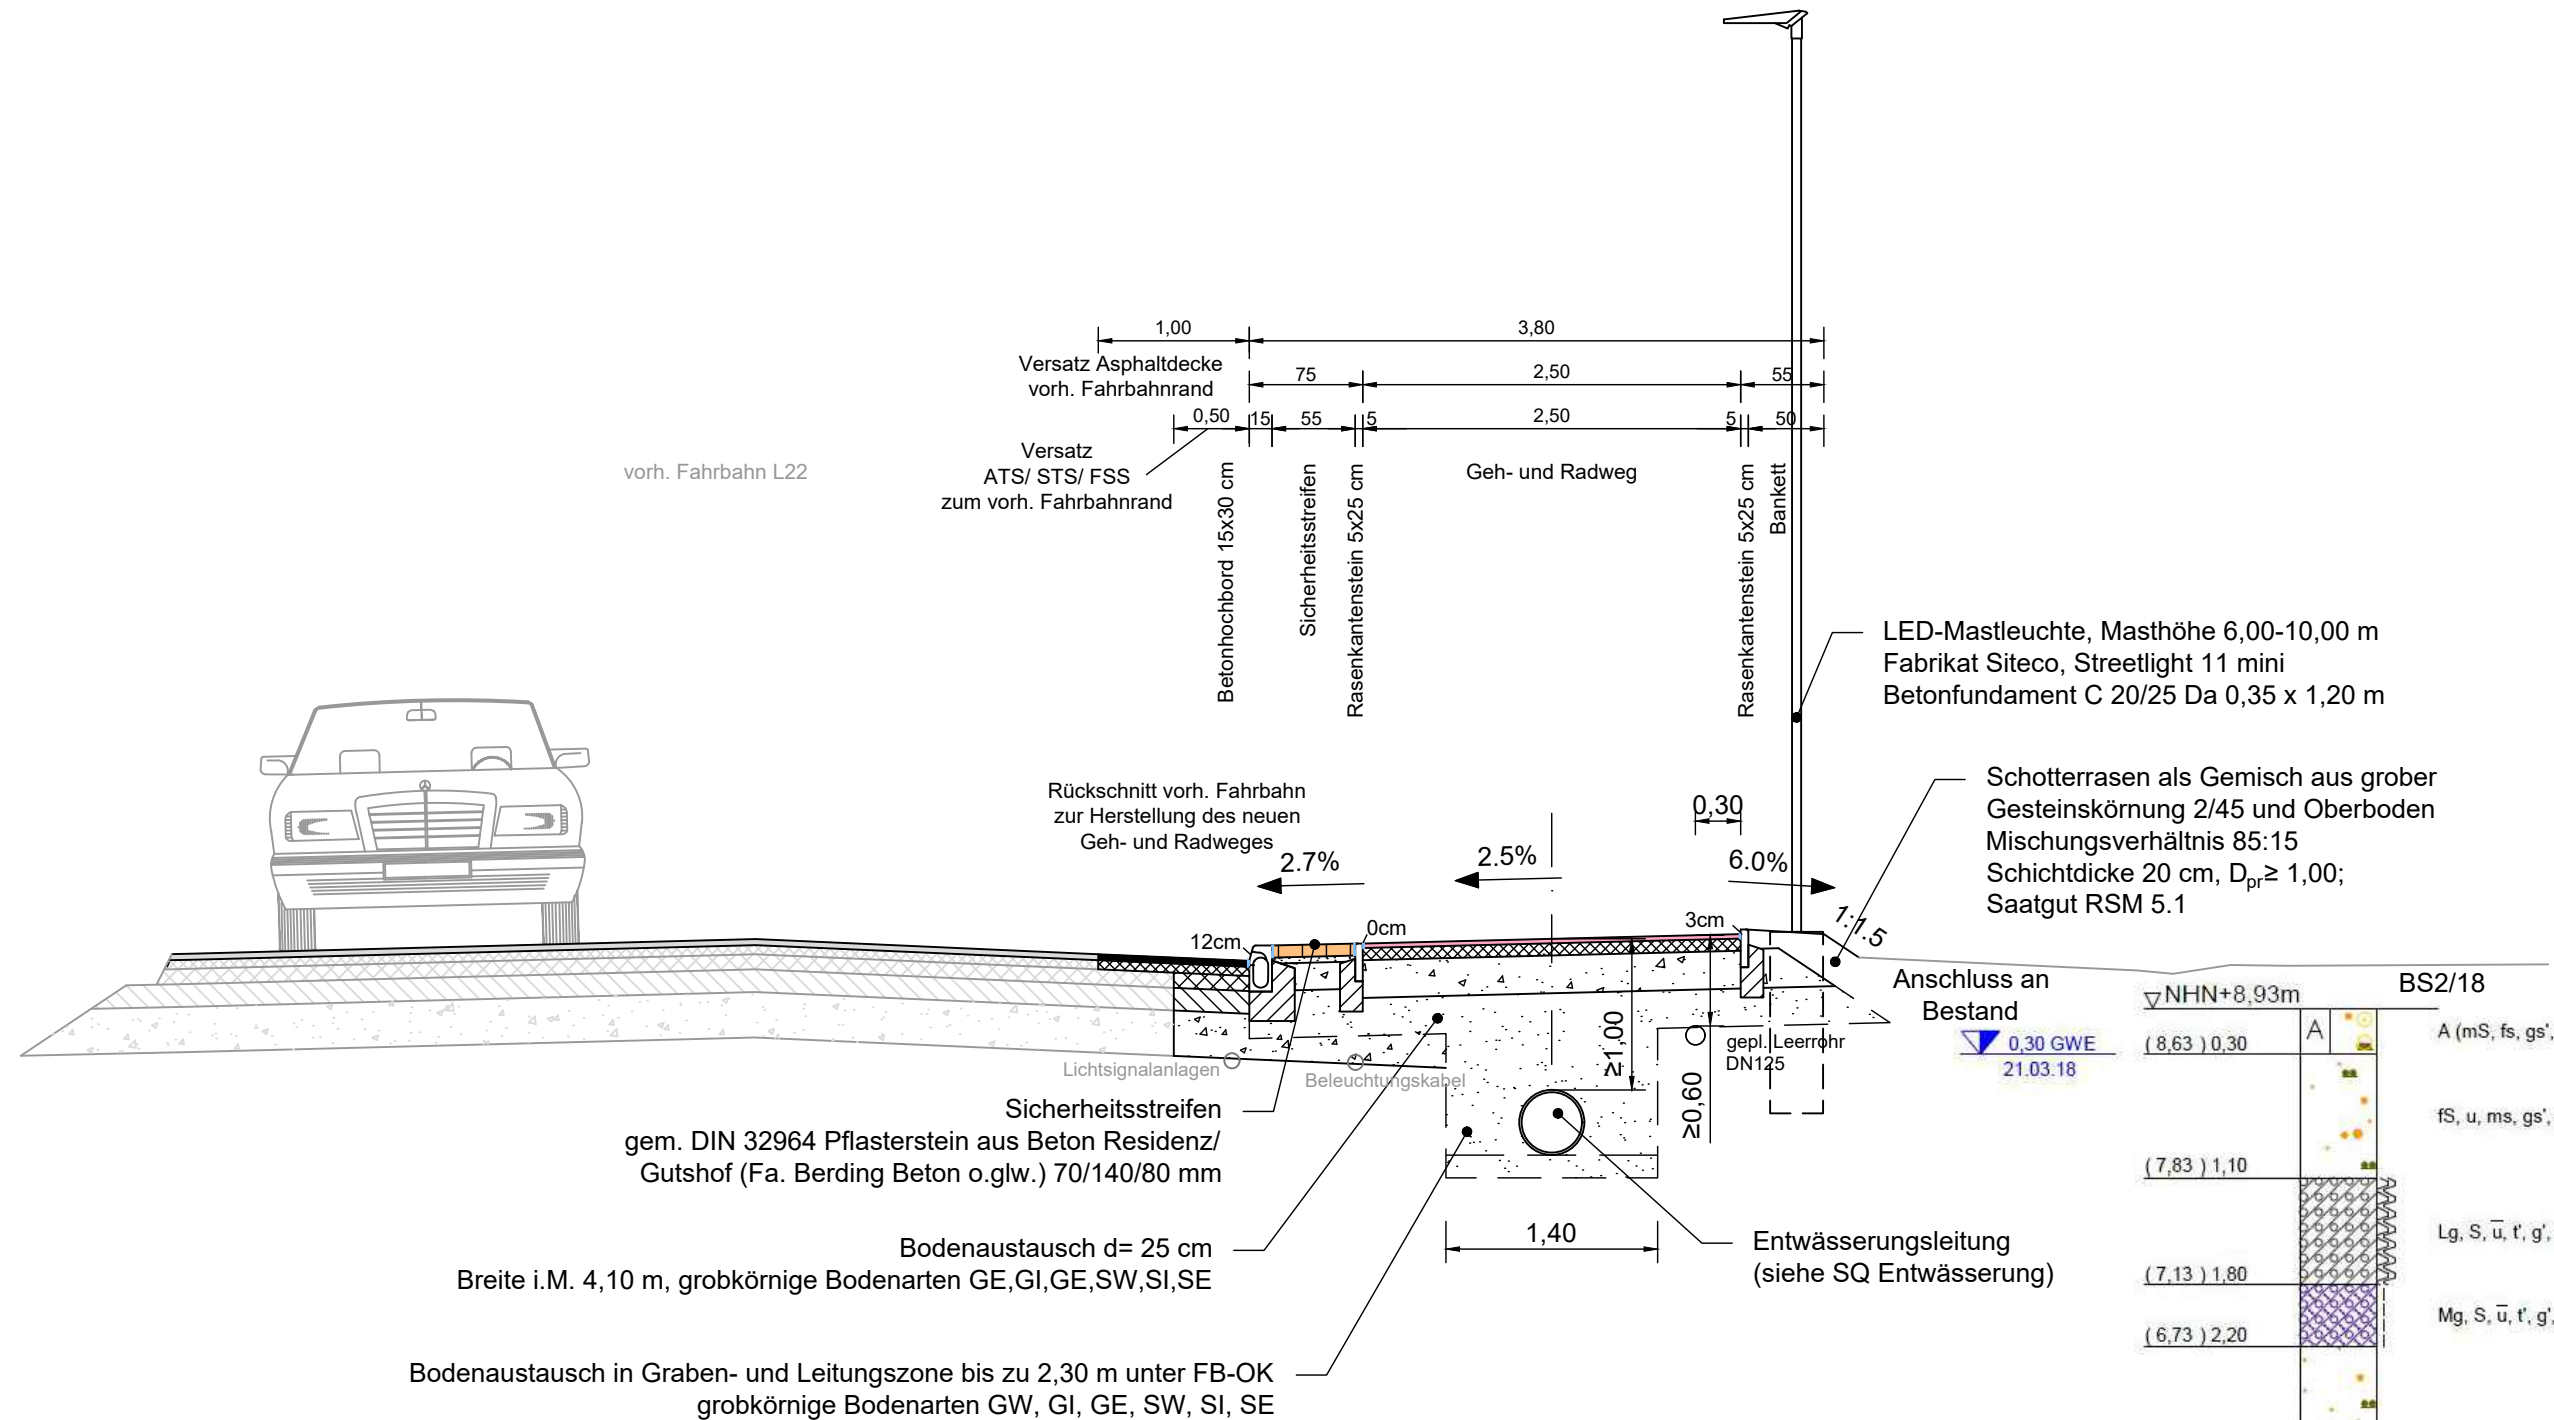 1,00
3,80
Versatz Asphaltdecke
vorh. Fahrbahnrand
75
2,50
55
0,50
15
55
5
2,50
5
50
Versatz
ATS/ STS/ FSS
zum vorh. Fahrbahnrand
vorh. Fahrbahn L22
Betonhochbord 15x30 cm
Sicherheitsstreifen
Rasenkantenstein 5x25 cm
Geh- und Radweg
Rasenkantenstein 5x25 cm
Bankett
LED-Mastleuchte, Masthöhe 6,00-10,00 m
Fabrikat Siteco, Streetlight 11 mini
Betonfundament C 20/25 Da 0,35 x 1,20 m
Schotterrasen als Gemisch aus grober
Gesteinskörnung 2/45 und Oberboden
Mischungsverhältnis 85:15
Schichtdicke 20 cm, Dpr≥ 1,00;
Saatgut RSM 5.1
Rückschnitt vorh. Fahrbahn
zur Herstellung des neuen
Geh- und Radweges
0,30
2.7%
2.5%
6.0%
12cm
0cm
3cm
1:1.5
Anschluss an
Bestand
≥1,00
≥0,60
gepl. Leerrohr
DN125
Lichtsignalanlagen
Beleuchtungskabel
Sicherheitsstreifen
gem. DIN 32964 Pflasterstein aus Beton Residenz/
Gutshof (Fa. Berding Beton o.glw.) 70/140/80 mm
Bodenaustausch d= 25 cm
Breite i.M. 4,10 m, grobkörnige Bodenarten GE,GI,GE,SW,SI,SE
1,40
Entwässerungsleitung
(siehe SQ Entwässerung)
Bodenaustausch in Graben- und Leitungszone bis zu 2,30 m unter FB-OK
grobkörnige Bodenarten GW, GI, GE, SW, SI, SE
BS2/18
NHN+8,93m
0,30 GWE
21.03.18
(8,63) 0,30
A
A (mS, fs, gs',
fS, u, ms, gs',
(7,83) 1,10
Lg, S, u̅, t', g',
(7,13) 1,80
Mg, S, u̅, t', g',
(6,73) 2,20